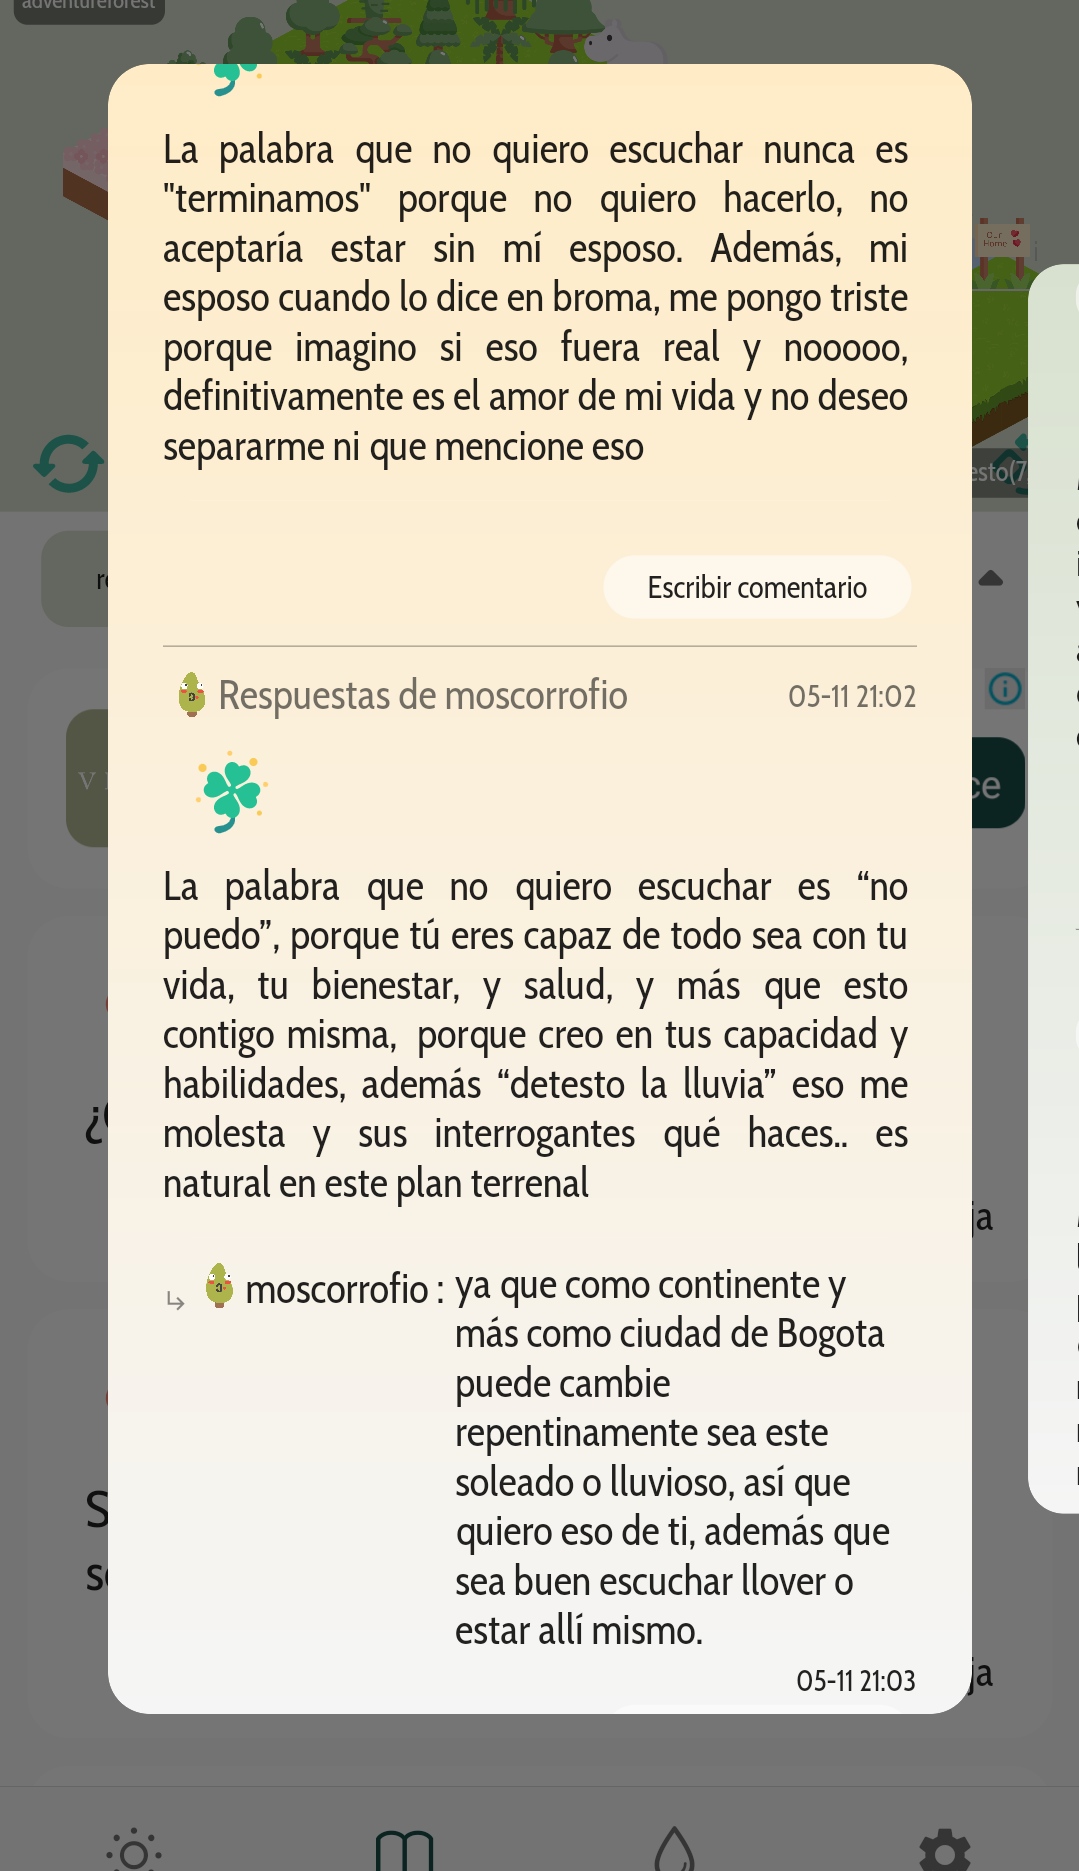 adventureforest
Our
Home
La palabra que no quiero escuchar nunca es
"terminamos" porque no quiero hacerlo, no
aceptaría estar sin mí esposo. Además, mi
esposo cuando lo dice en broma, me pongo triste
porque imagino si eso fuera real y nooooo,
definitivamente es el amor de mi vida y no deseo
separarme ni que mencione eso
Escribir comentario
Respuestas de moscorrofio 05-11 21:02
La palabra que no quiero escuchar es “no
puedo”, porque tú eres capaz de todo sea con tu
vida, tu bienestar, y salud, y más que esto
contigo misma, porque creo en tus capacidad y
habilidades, además “detesto la lluvia” eso me
molesta y sus interrogantes qué haces.. es
natural en este plan terrenal
moscorrofio : ya que como continente y
más como ciudad de Bogota
puede cambie
repentinamente sea este
soleado o lluvioso, así que
quiero eso de ti, además que
sea buen escuchar llover o
estar allí mismo.
05-11 21:03